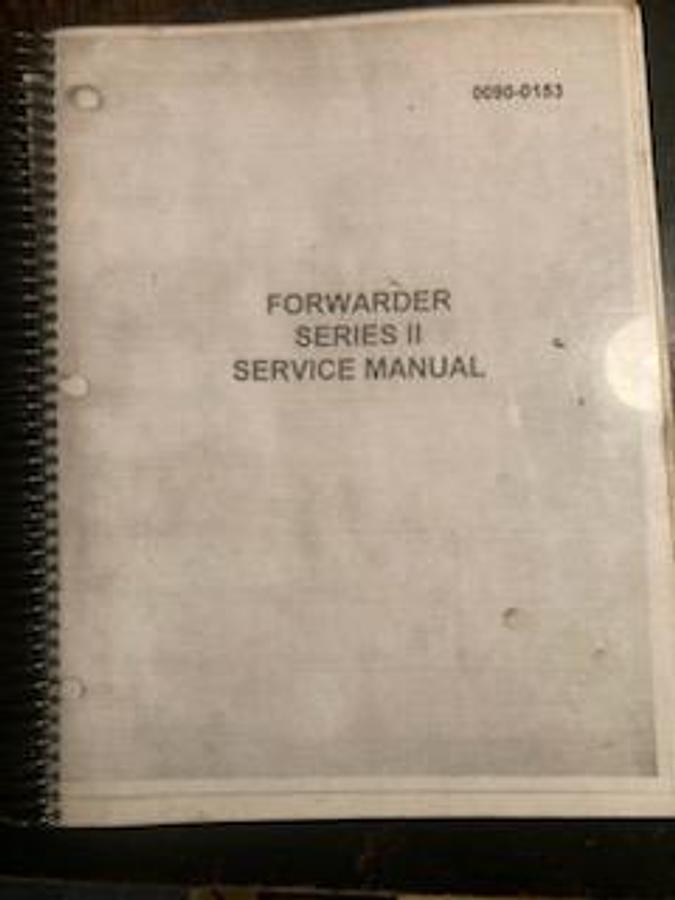 0090-0153
FORWARDER
SERIES II
SERVICE MANUAL